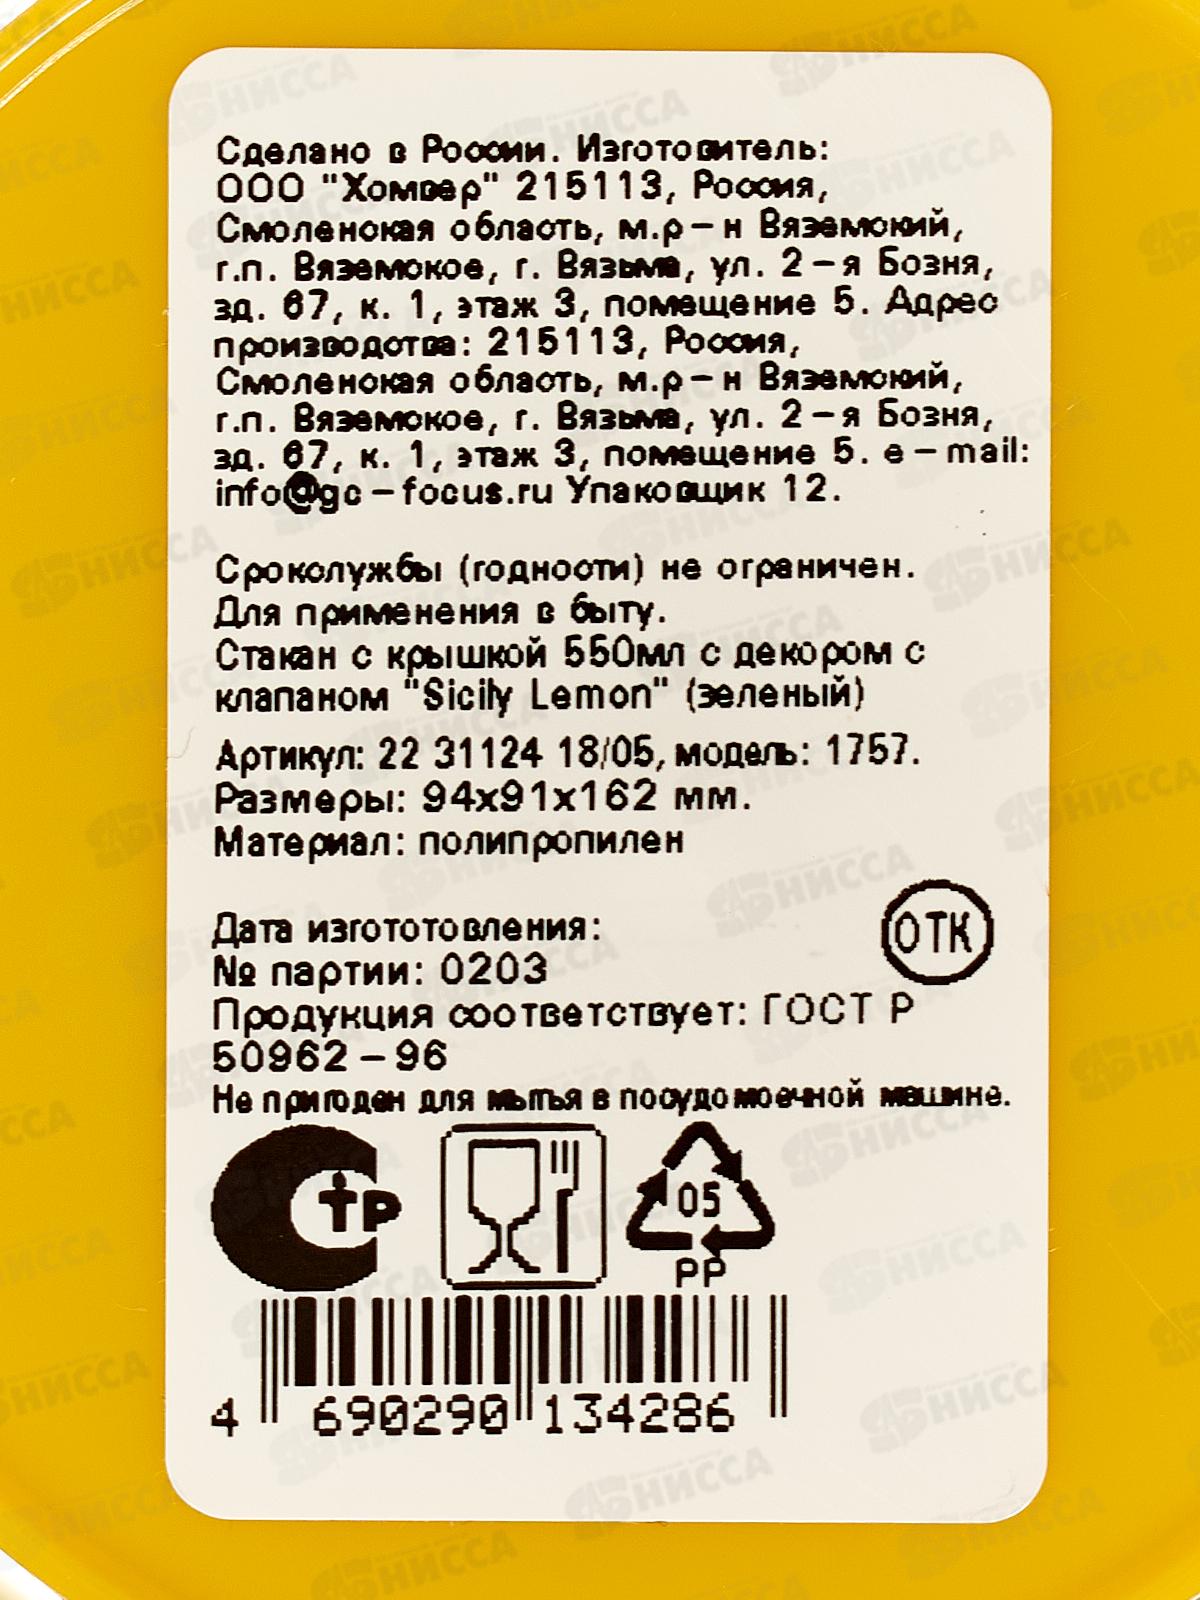 Сделано в России. Изготовитель:
ООО "Хомвер" 215113, Россия,
Смоленская область, м.р-н Вяземский,
г.п. Вяземское, г. Вязьма, ул. 2-я Бозня,
зд. 67, к. 1, этаж 3, помещение 5. Адрес
производства: 215113, Россия,
Смоленская область, м.р-н Вяземский,
г.п. Вяземское, г. Вязьма, ул. 2-я Бозня,
зд. 67, к. 1, этаж 3, помещение 5. e-mail:
info@gc-focus.ru Упаковщик 12.
Срокслужбы (годности) не ограничен.
Для применения в быту.
Стакан с крышкой 550мл с декором с
клапаном "Sicily Lemon" (зеленый)
Артикул: 22 31124 18/05, модель: 1757.
Размеры: 94х91х162 мм.
Материал: полипропилен
Дата изгототовления:
№ партии: 0203
ОТК
Продукция соответствует: ГОСТ Р
50962-96
Не пригоден для мытья в посудомоечной машине.
СТР
05
PP
4 690290 134286